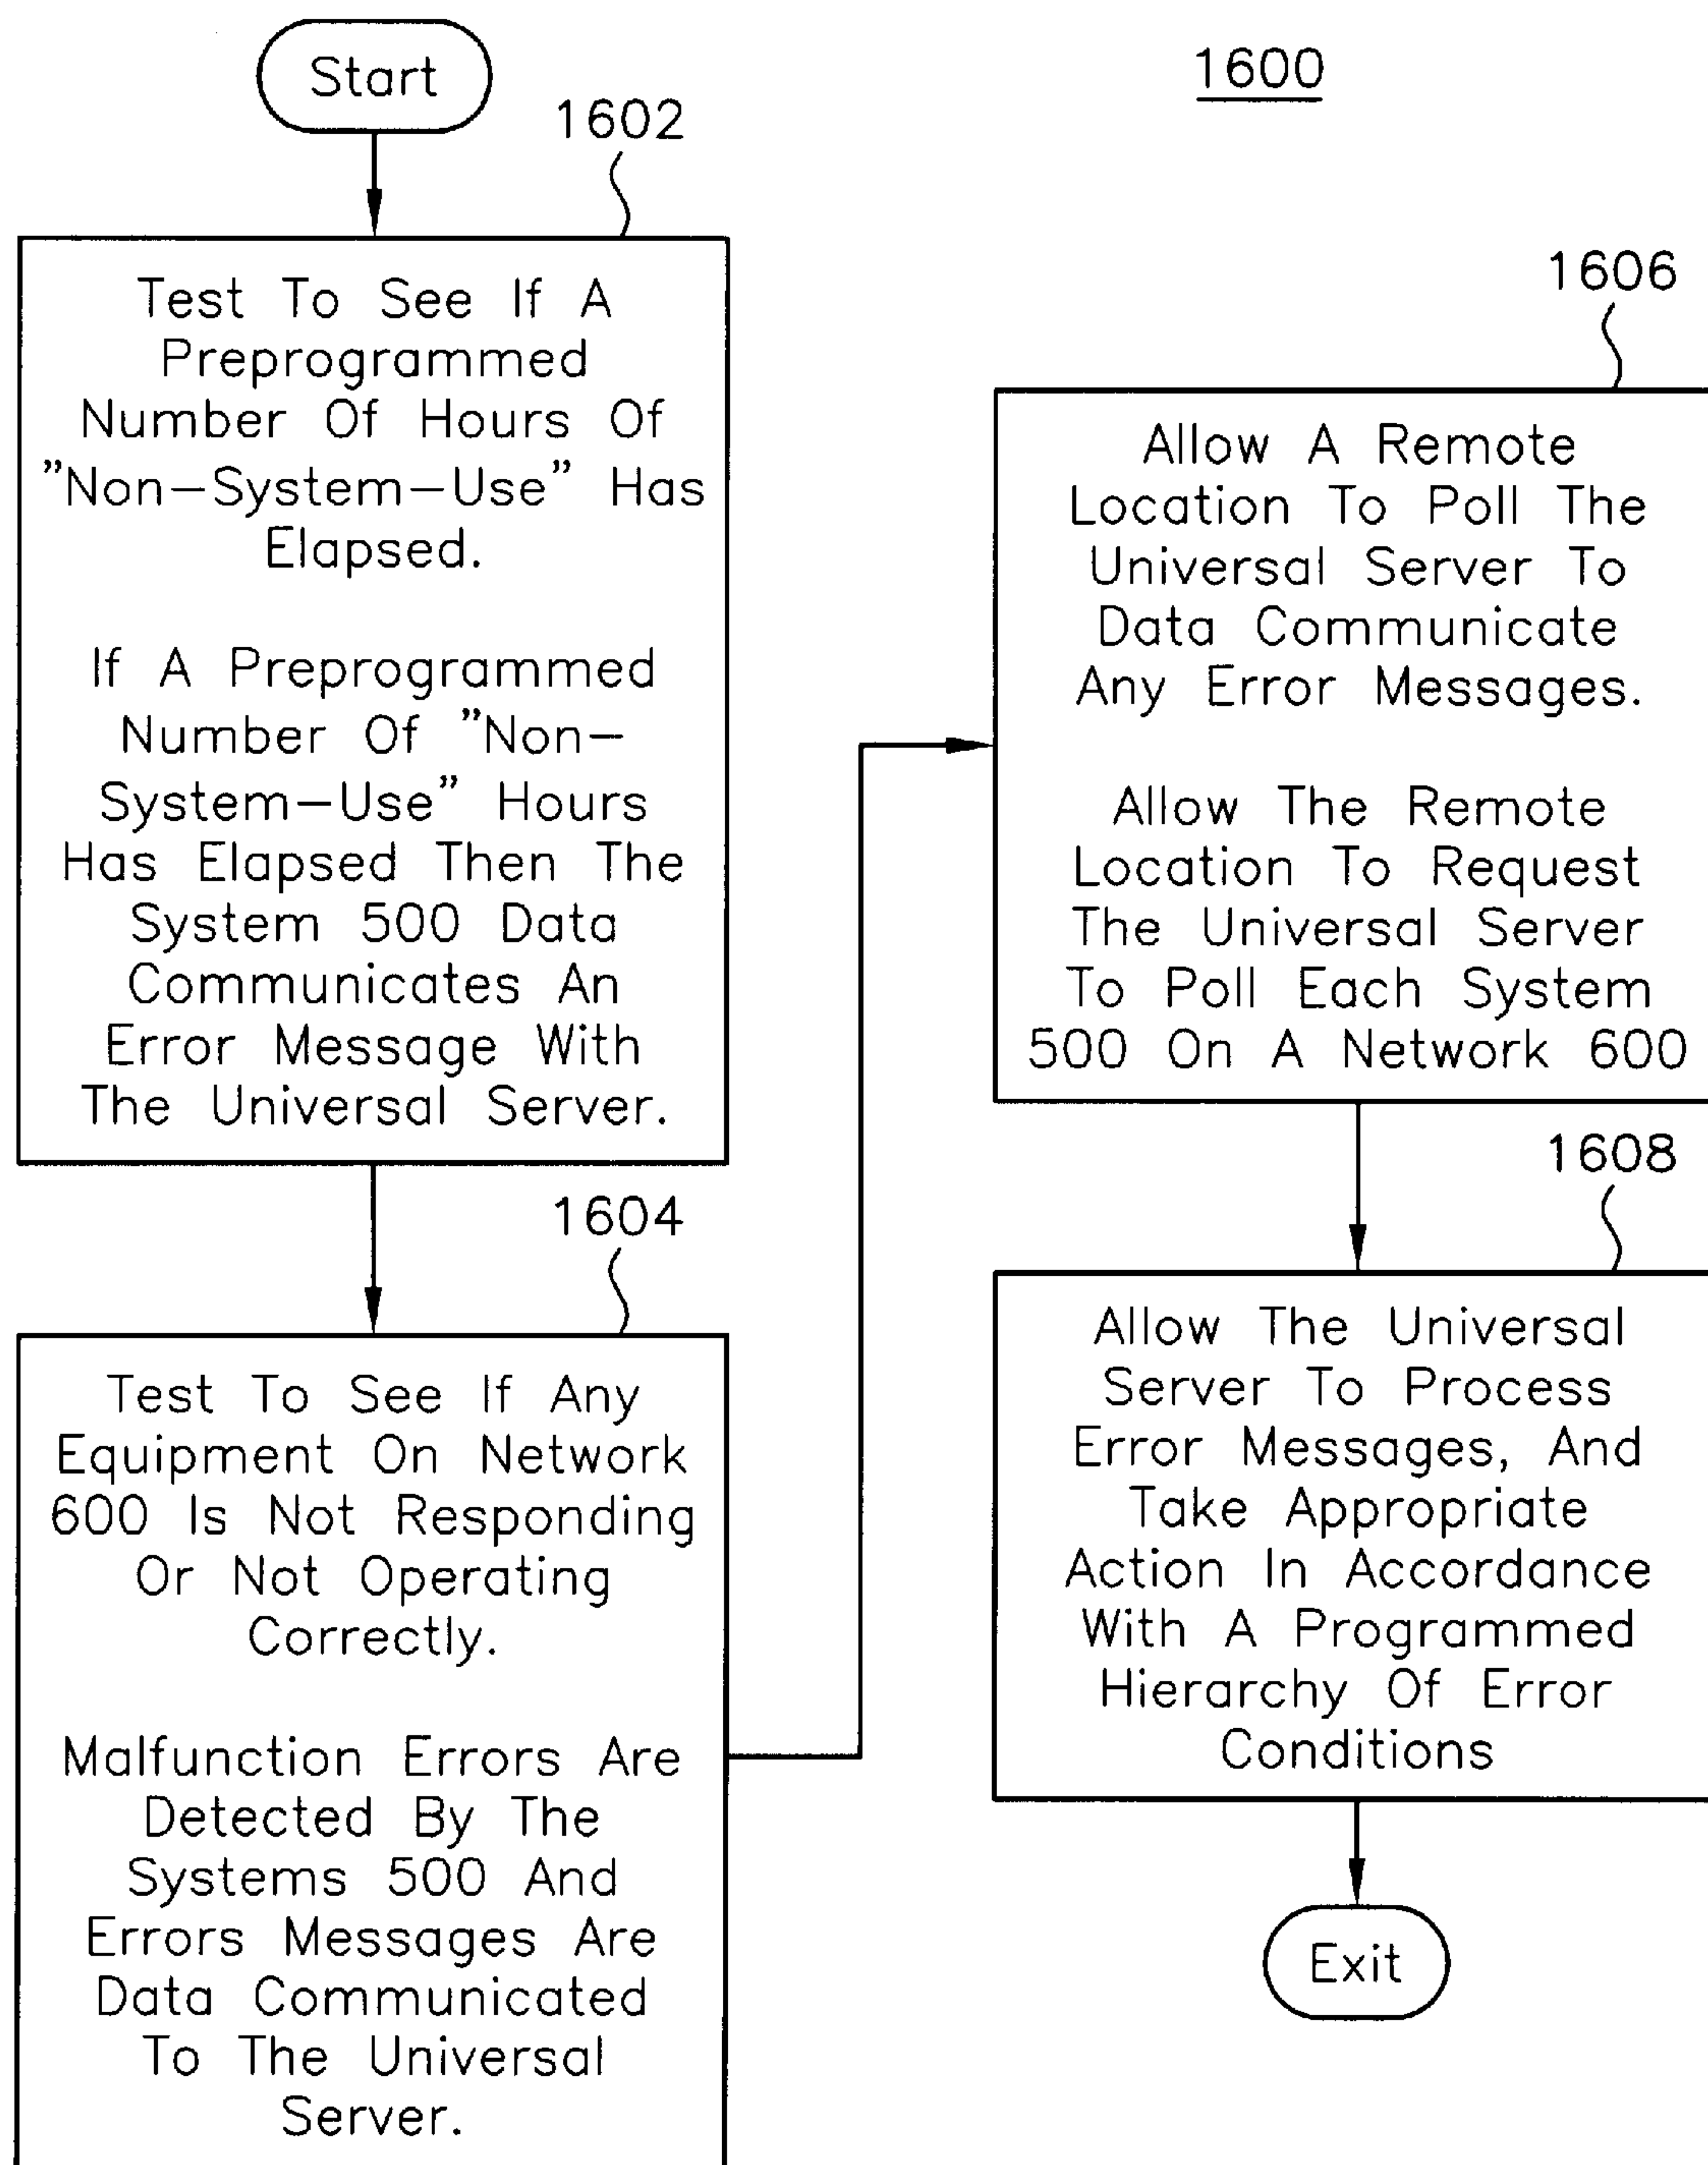 Start
1600
1602
Test To See If A
Preprogrammed
Number Of Hours Of
"Non-System-Use" Has
Elapsed.
If A Preprogrammed
Number Of "Non-
System-Use" Hours
Has Elapsed Then The
System 500 Data
Communicates An
Error Message With
The Universal Server.
1604
Test To See If Any
Equipment On Network
600 Is Not Responding
Or Not Operating
Correctly.
Malfunction Errors Are
Detected By The
Systems 500 And
Errors Messages Are
Data Communicated
To The Universal
Server.
1606
Allow A Remote
Location To Poll The
Universal Server To
Data Communicate
Any Error Messages.
Allow The Remote
Location To Request
The Universal Server
To Poll Each System
500 On A Network 600
1608
Allow The Universal
Server To Process
Error Messages, And
Take Appropriate
Action In Accordance
With A Programmed
Hierarchy Of Error
Conditions
Exit